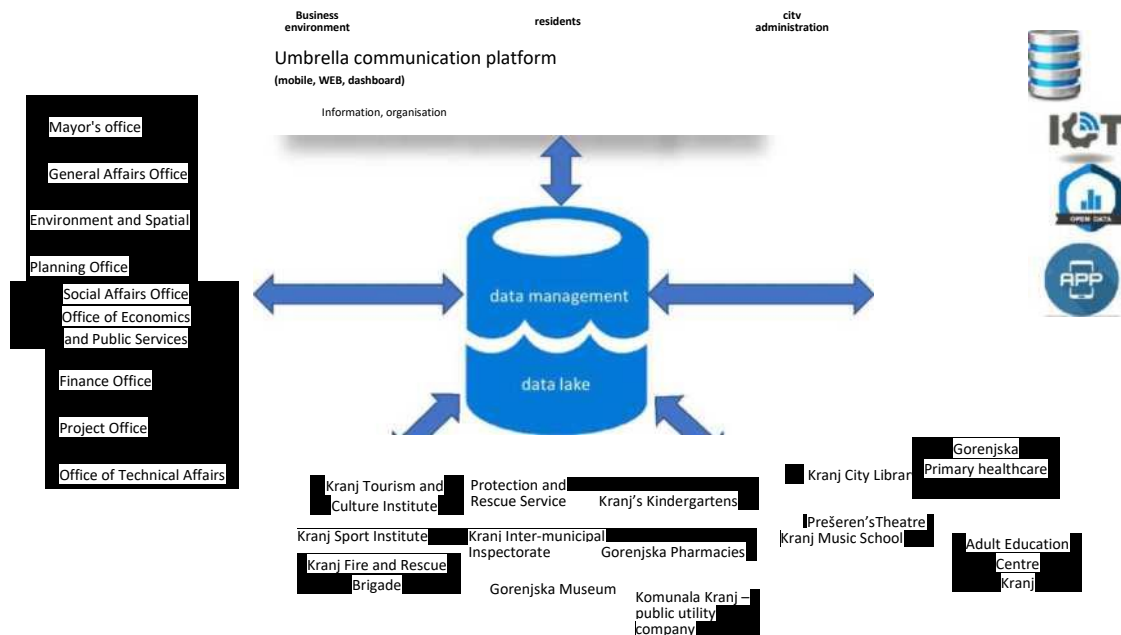 Business
environment
residents
city
administration
Umbrella communication platform
(mobile, WEB, dashboard)
Information, organisation
Mayor's office
General Affairs Office
Environment and Spatial
Planning Office
Social Affairs Office
Office of Economics
and Public Services
Finance Office
Project Office
Office of Technical Affairs
data management
data lake
IOT
OPEN DATA
APP
Kranj Tourism and
Culture Institute
Protection and
Rescue Service
Kranj’s Kindergartens
Kranj City Librar
Gorenjska
Primary healthcare
Kranj Sport Institute
Kranj Inter-municipal
Inspectorate
Gorenjska Pharmacies
Prešeren'sTheatre
Kranj Music School
Adult Education
Centre
Kranj
Kranj Fire and Rescue
Brigade
Gorenjska Museum
Komunala Kranj –
public utility
company